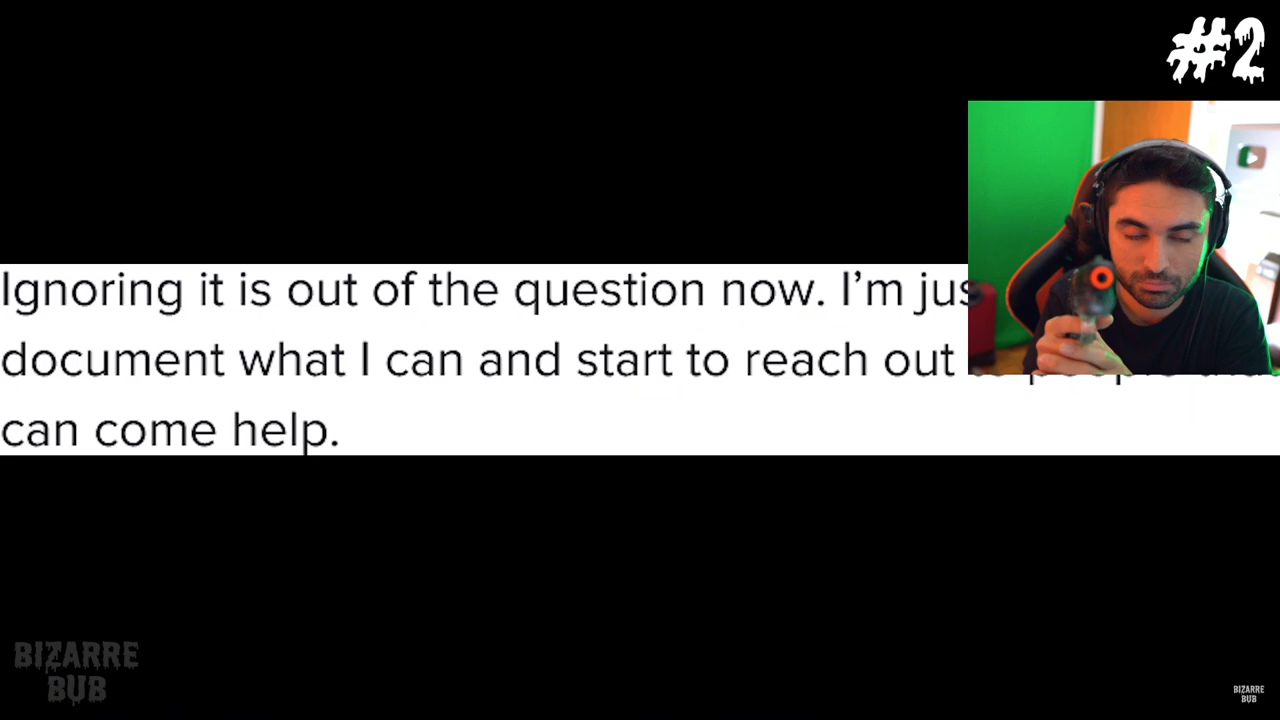 #2
Ignoring it is out of the question now. I'm
document what I can and start to reach out
can come help.
BIZARRE
BUB
BIZARRE
BUB